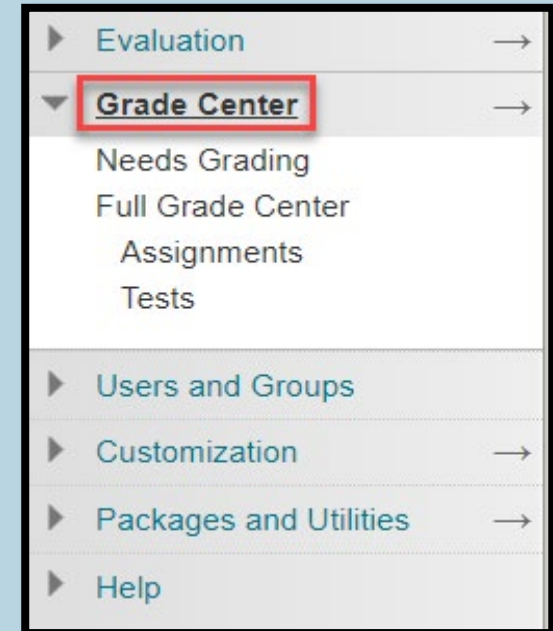 Evaluation
Grade Center
Needs Grading
Full Grade Center
Assignments
Tests
Users and Groups
Customization
Packages and Utilities
Help